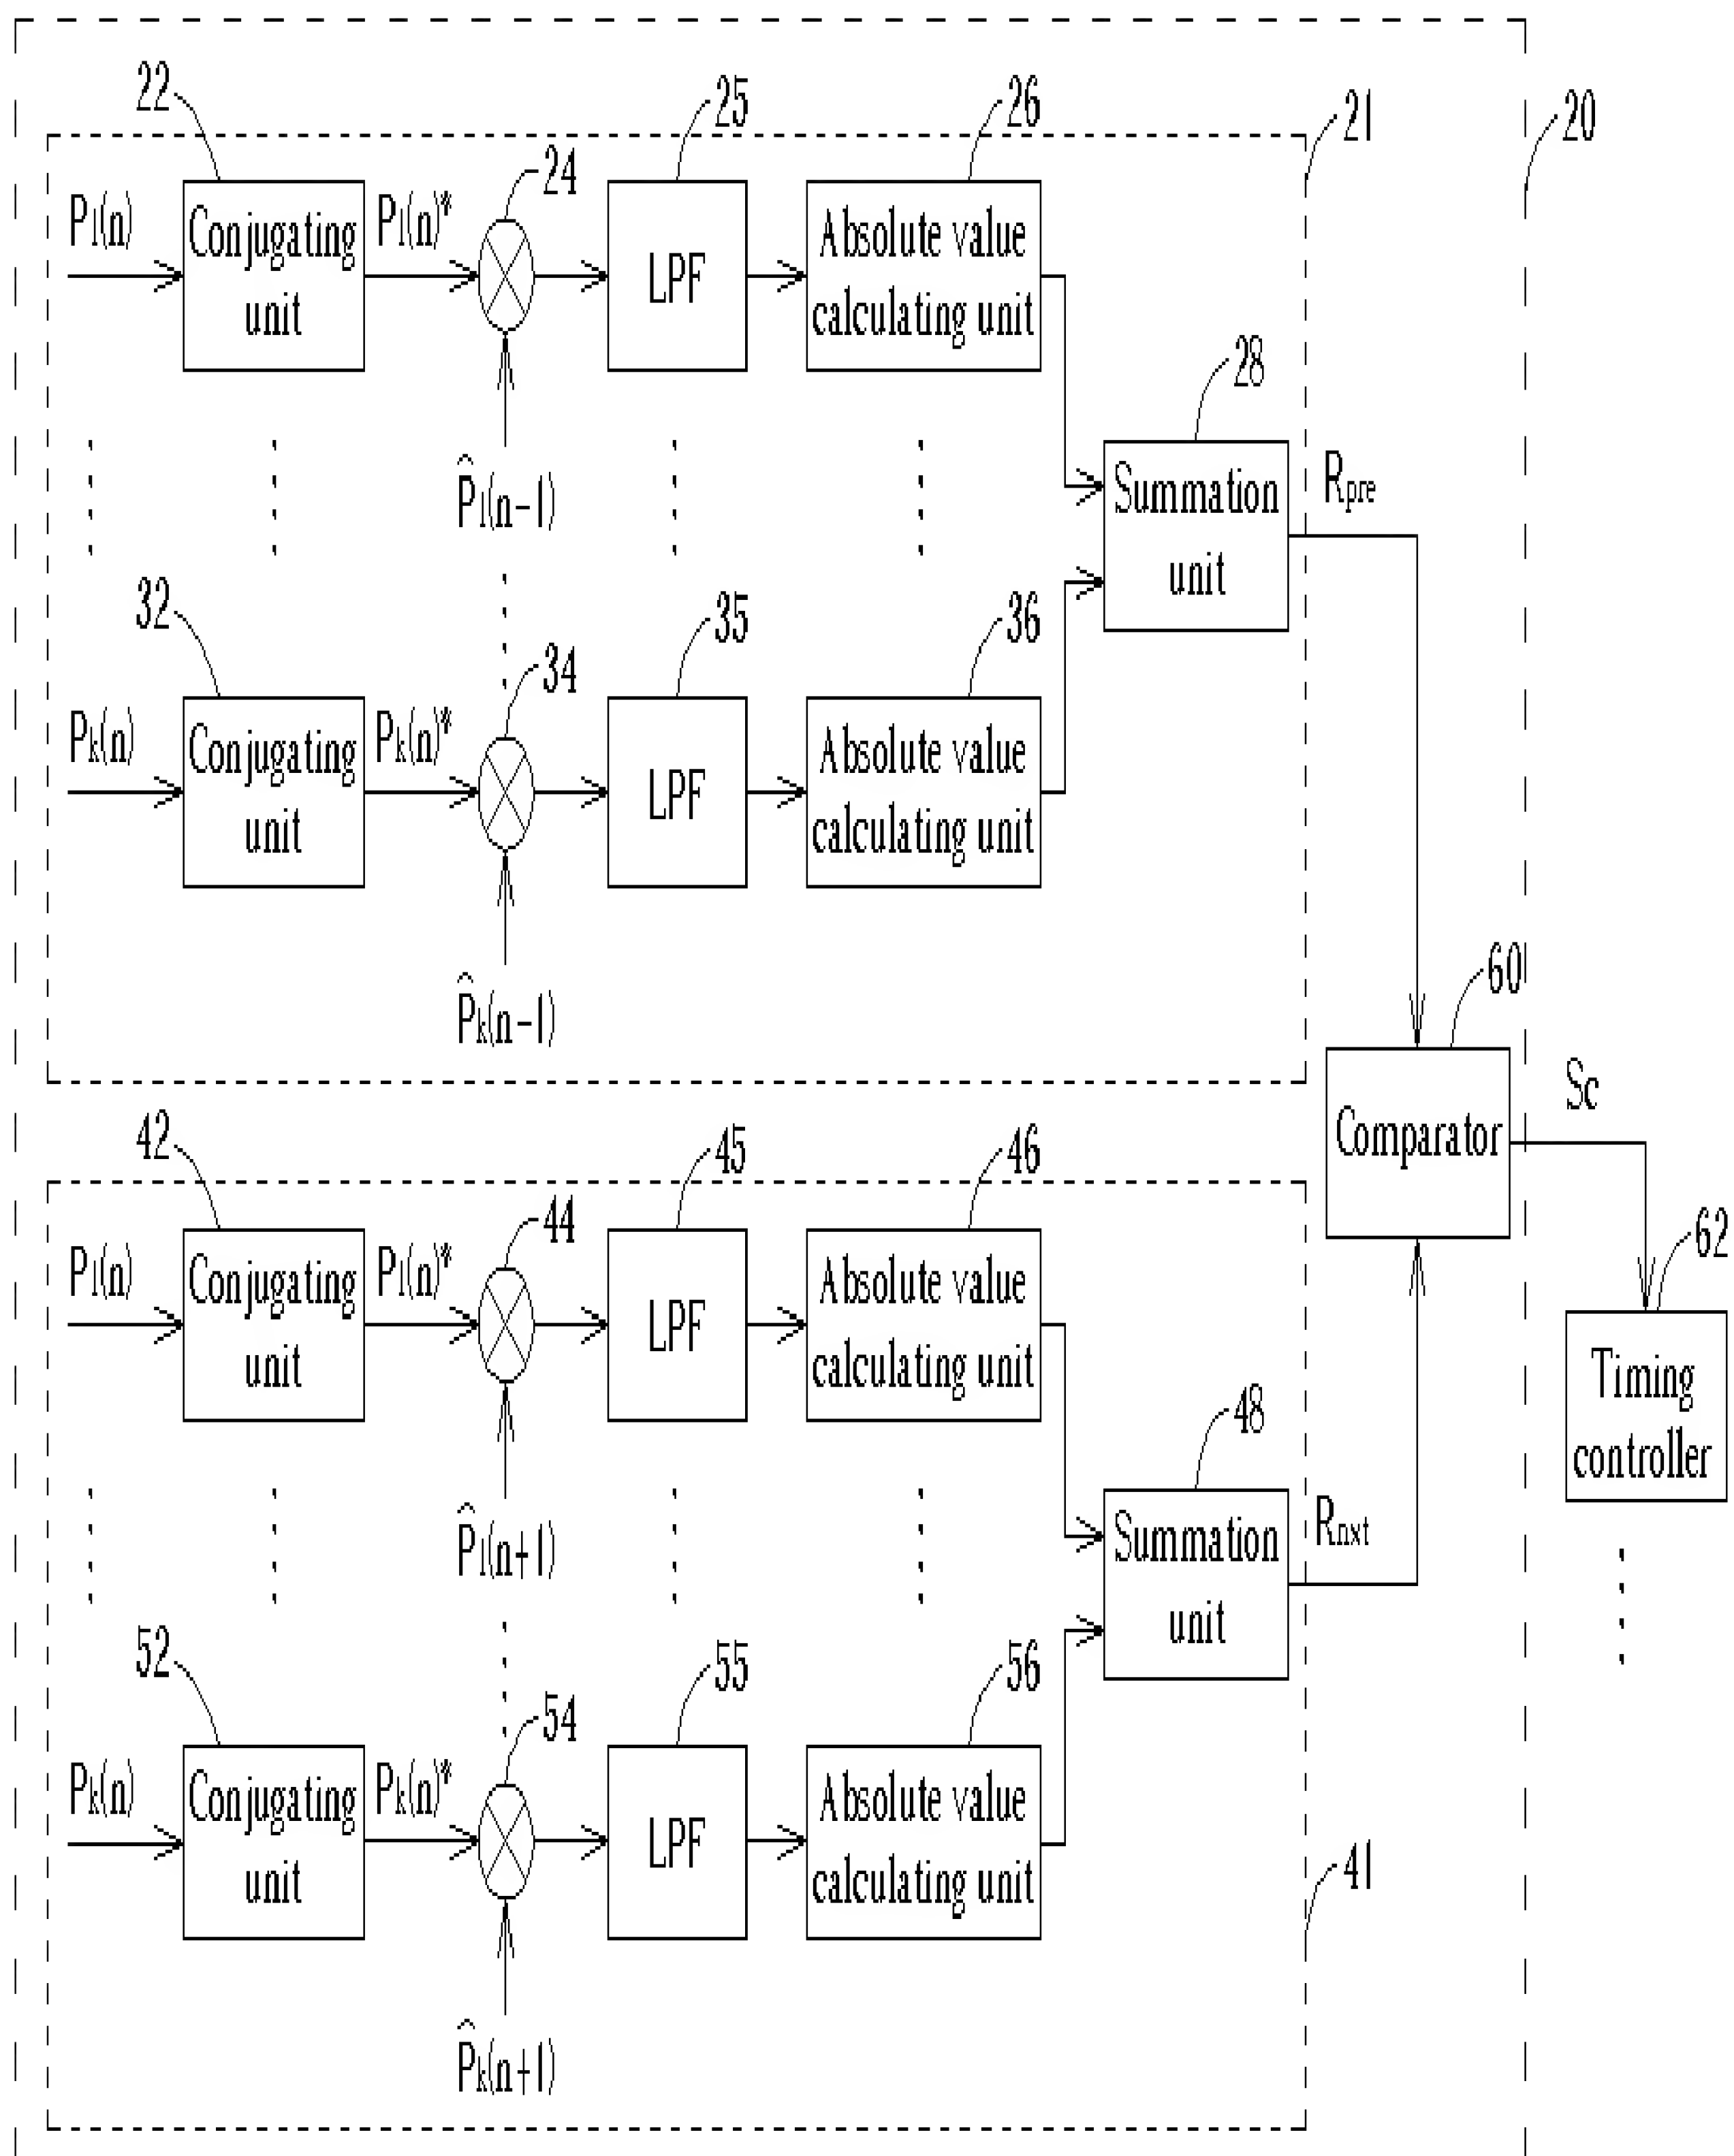 22
25
26
21
20
P1(n)
Conjugating
unit
P1(n)*
24
LPF
Absolute value
calculating unit
28
P̂1(n-1)
Summation
unit
Rpre
32
34
35
36
Pk(n)
Conjugating
unit
Pk(n)*
LPF
Absolute value
calculating unit
P̂k(n-1)
60
Comparator
Sc
42
44
45
46
62
P1(n)
Conjugating
unit
P1(n)*
LPF
Absolute value
calculating unit
Timing
controller
48
P̂1(n+1)
Summation
unit
Rnxt
52
54
55
56
Pk(n)
Conjugating
unit
Pk(n)*
LPF
Absolute value
calculating unit
41
P̂k(n+1)